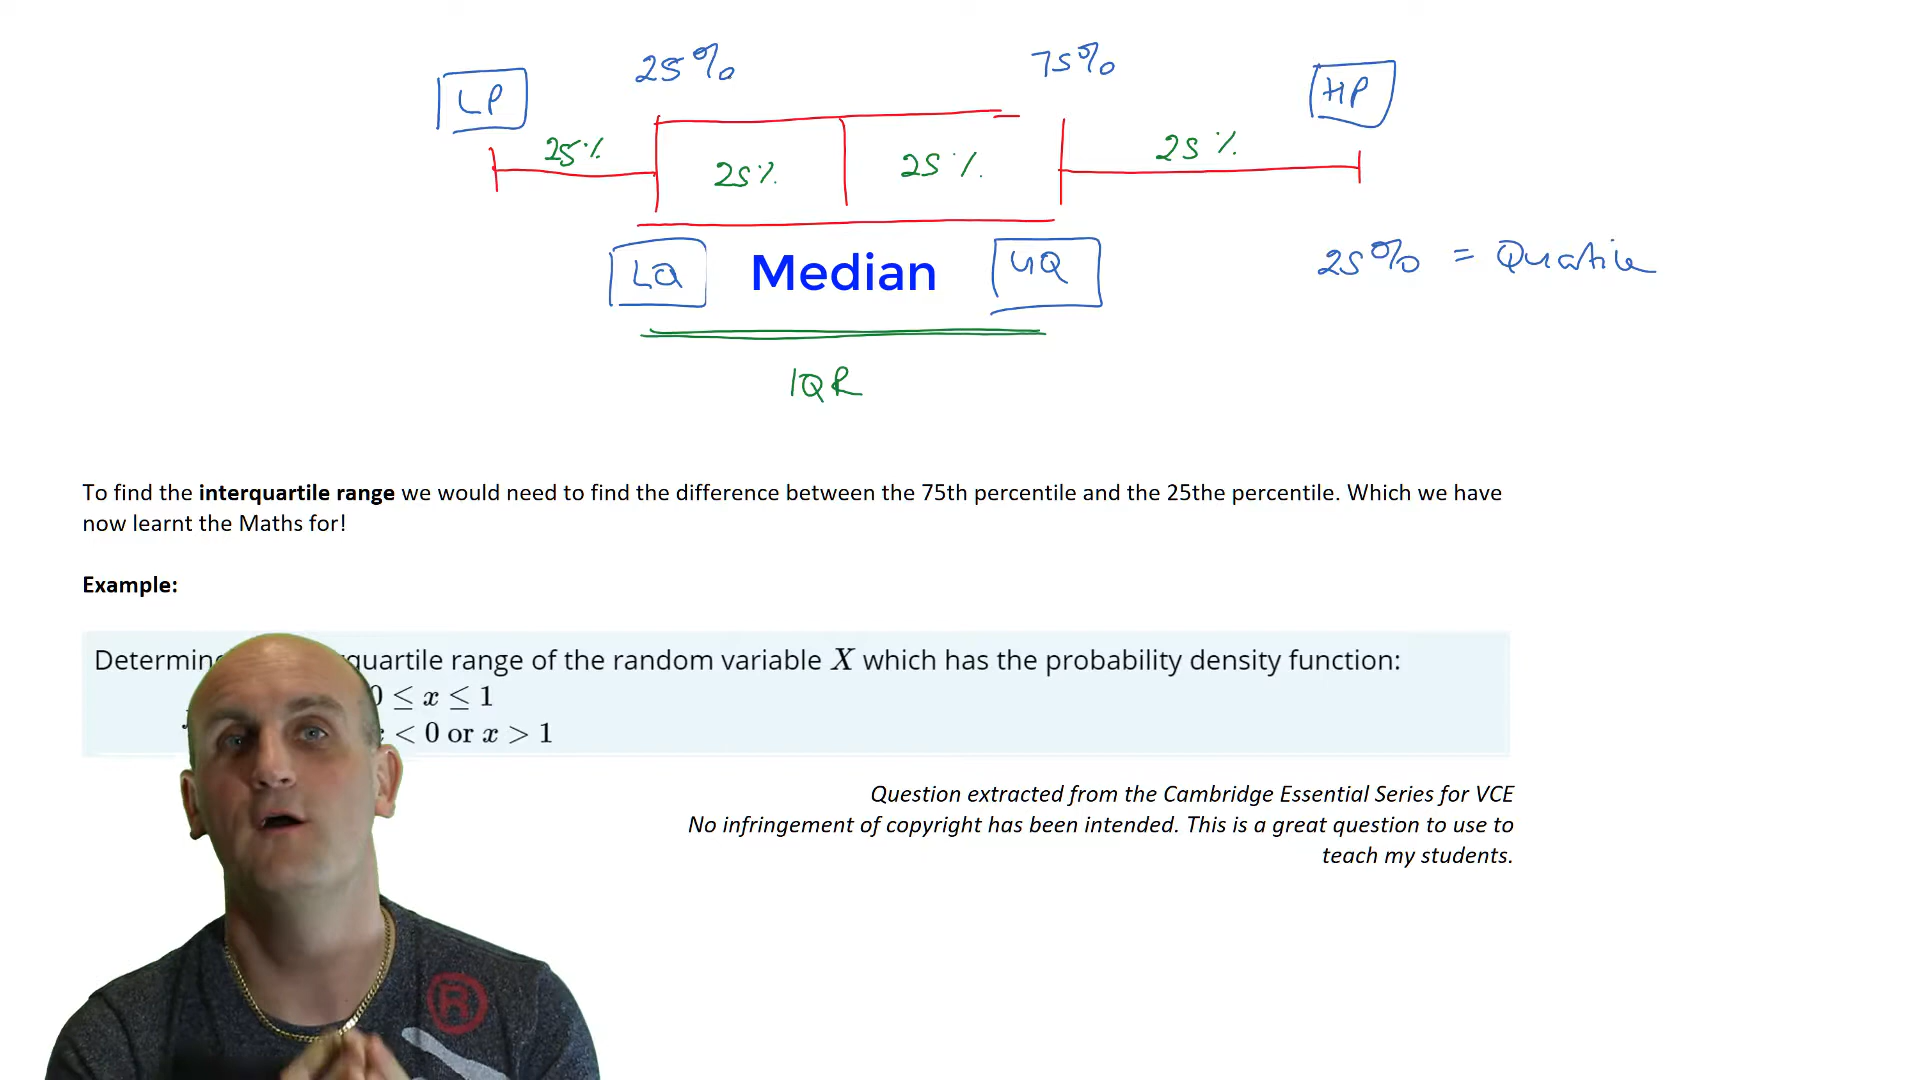 25% 75%
LP HP
25% 25% 25% 25%
LQ Median UQ
25% = Quartile
IQR
To find the interquartile range we would need to find the difference between the 75th percentile and the 25the percentile. Which we have
now learnt the Maths for!
Example:
Determin quartile range of the random variable X which has the probability density function:
0 ≤ x ≤ 1
< 0 or x > 1
Question extracted from the Cambridge Essential Series for VCE
No infringement of copyright has been intended. This is a great question to use to
teach my students.
R